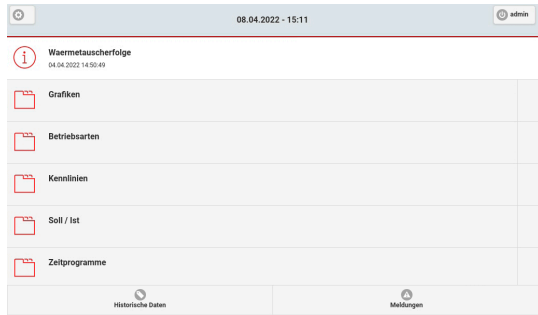 08.04.2022 - 15:11
admin
Waermetauscherfolge
04.04.2022 14:50:49
Grafiken
Betriebsarten
Kennlinien
Soll / Ist
Zeitprogramme
Historische Daten
Meldungen